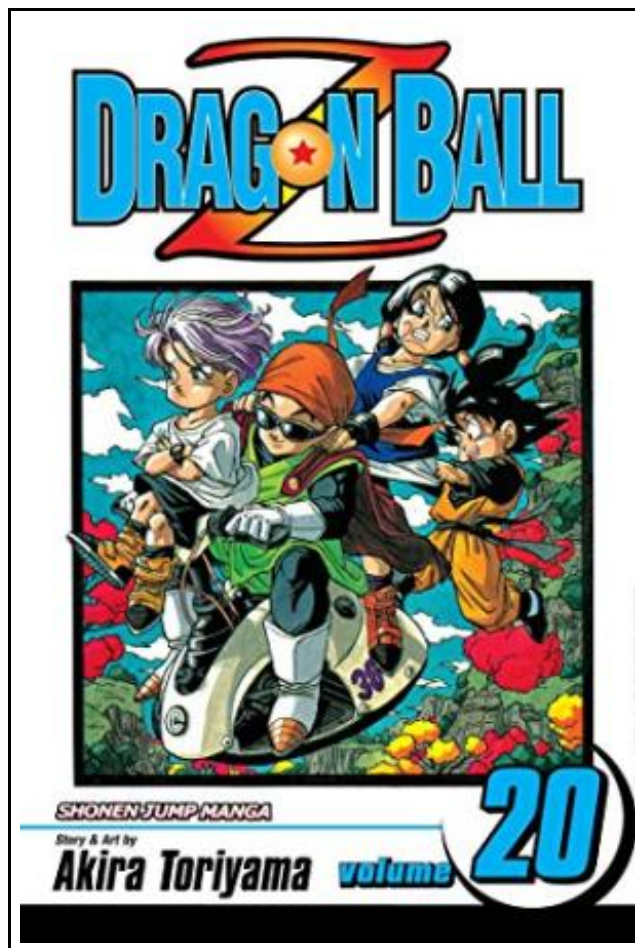 DRAGON BALL
Z
36
SHONEN JUMP MANGA
Story & Art by
Akira Toriyama
volume 20